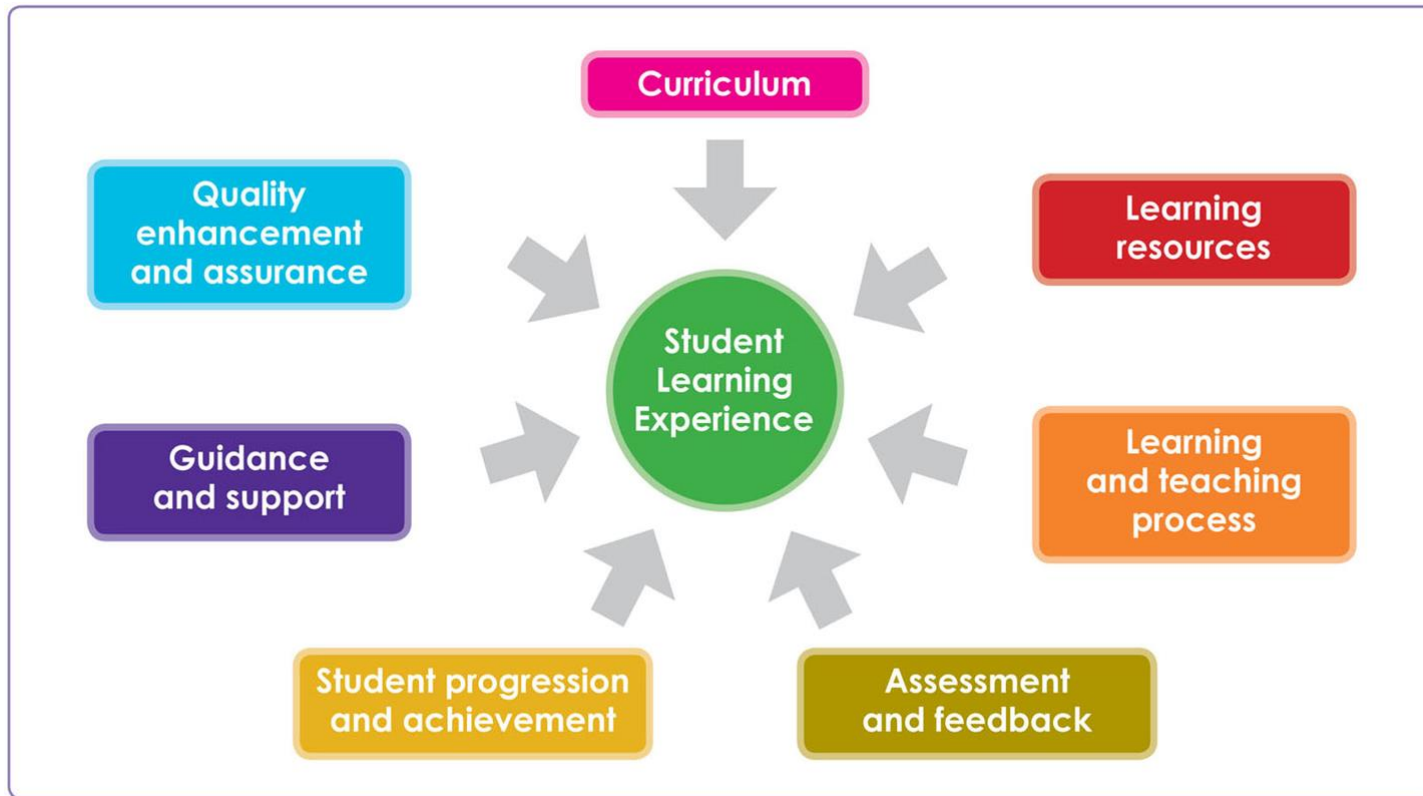 Curriculum
Quality
enhancement
and assurance
Learning
resources
Student
Learning
Experience
Guidance
and support
Learning
and teaching
process
Student progression
and achievement
Assessment
and feedback